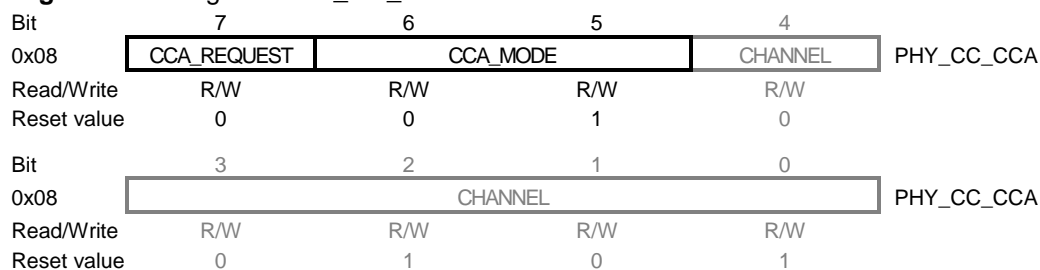 Bit 7 6 5 4
0x08 CCA_REQUEST CCA_MODE CHANNEL PHY_CC_CCA
Read/Write R/W R/W R/W R/W
Reset value 0 0 1 0
Bit 3 2 1 0
0x08 CHANNEL PHY_CC_CCA
Read/Write R/W R/W R/W R/W
Reset value 0 1 0 1